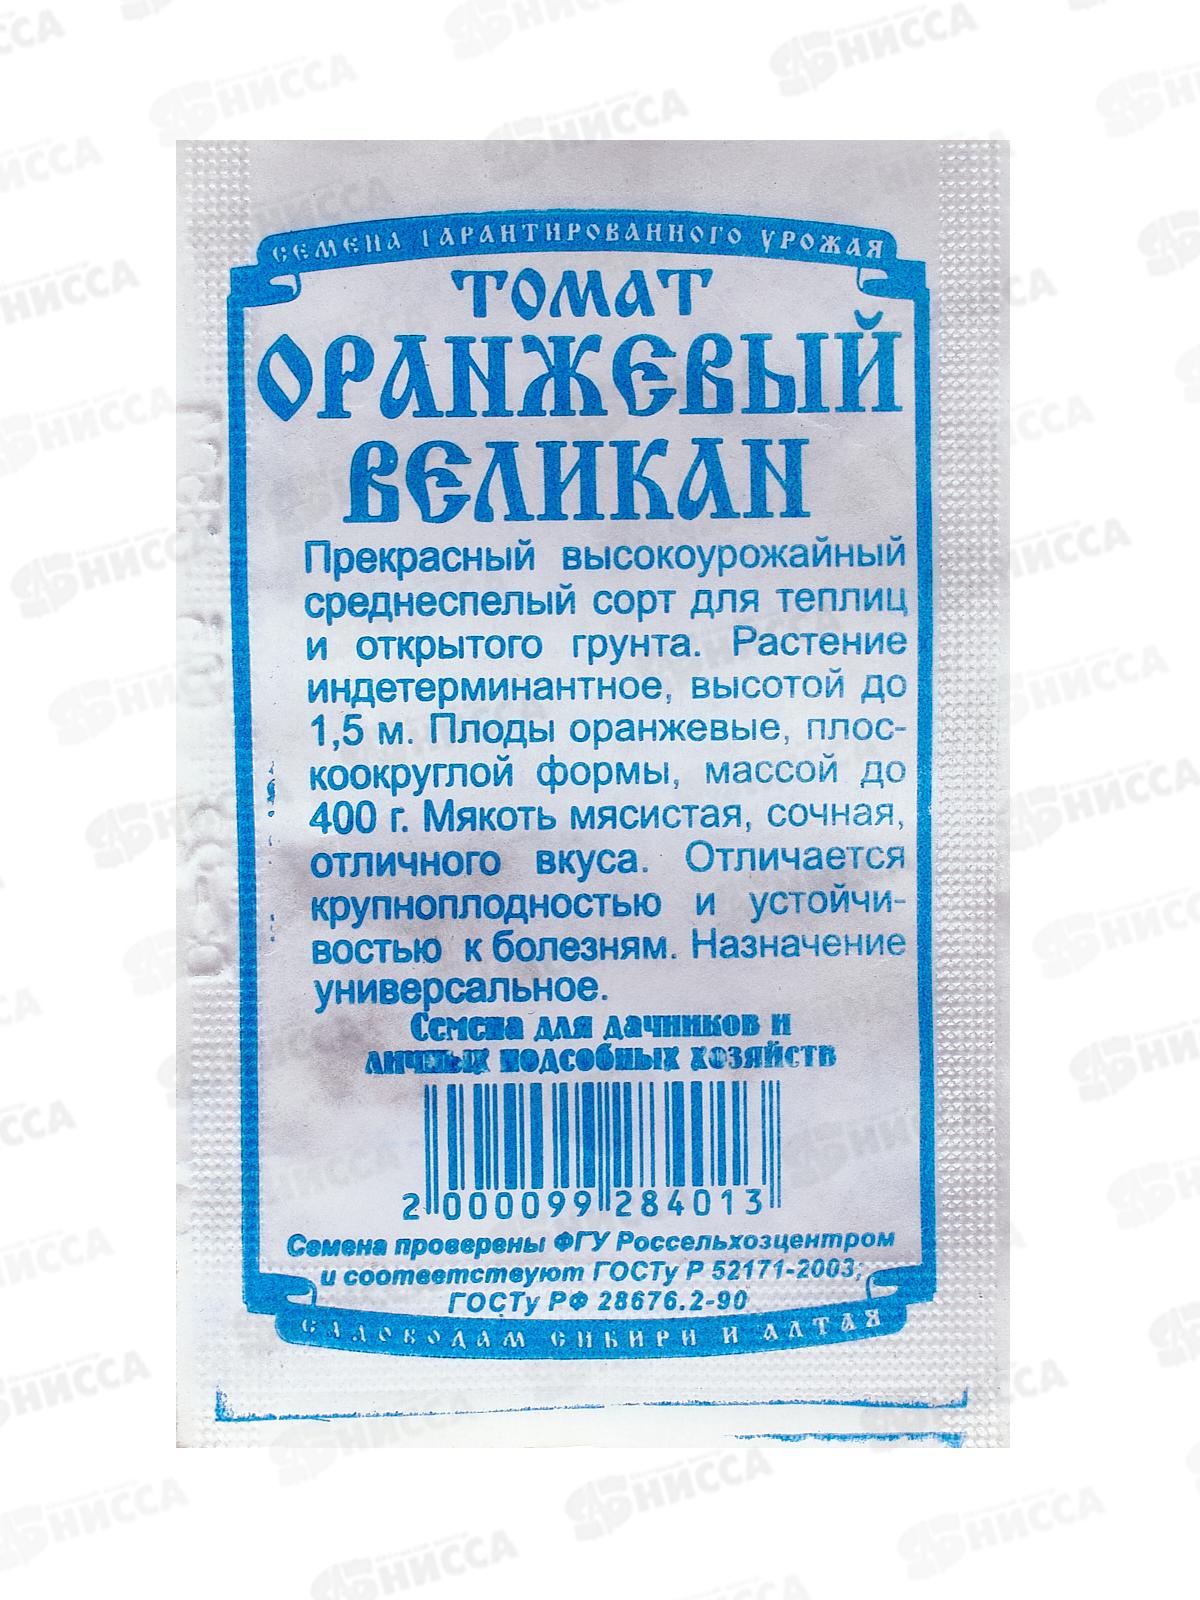 СЕМЕНА ГАРАНТИРОВАННОГО УРОЖАЯ
ТОМАТ
ОРАНЖЕВЫЙ
ВЕЛИКАН
Прекрасный высокоурожайный
среднеспелый сорт для теплиц
и открытого грунта. Растение
индетерминантное, высотой до
1,5 м. Плоды оранжевые, плос-
коокруглой формы, массой до
400 г. Мякоть мясистая, сочная,
отличного вкуса. Отличается
крупноплодностью и устойчи-
востью к болезням. Назначение
универсальное.
Семена для дачников и
личных подсобных хозяйств
2 000099 284013
Семена проверены ФГУ Россельхозцентром
и соответствуют ГОСТу Р 52171-2003;
ГОСТу РФ 28676.2-90
САДОВОДАМ СИБИРИ И АЛТАЯ